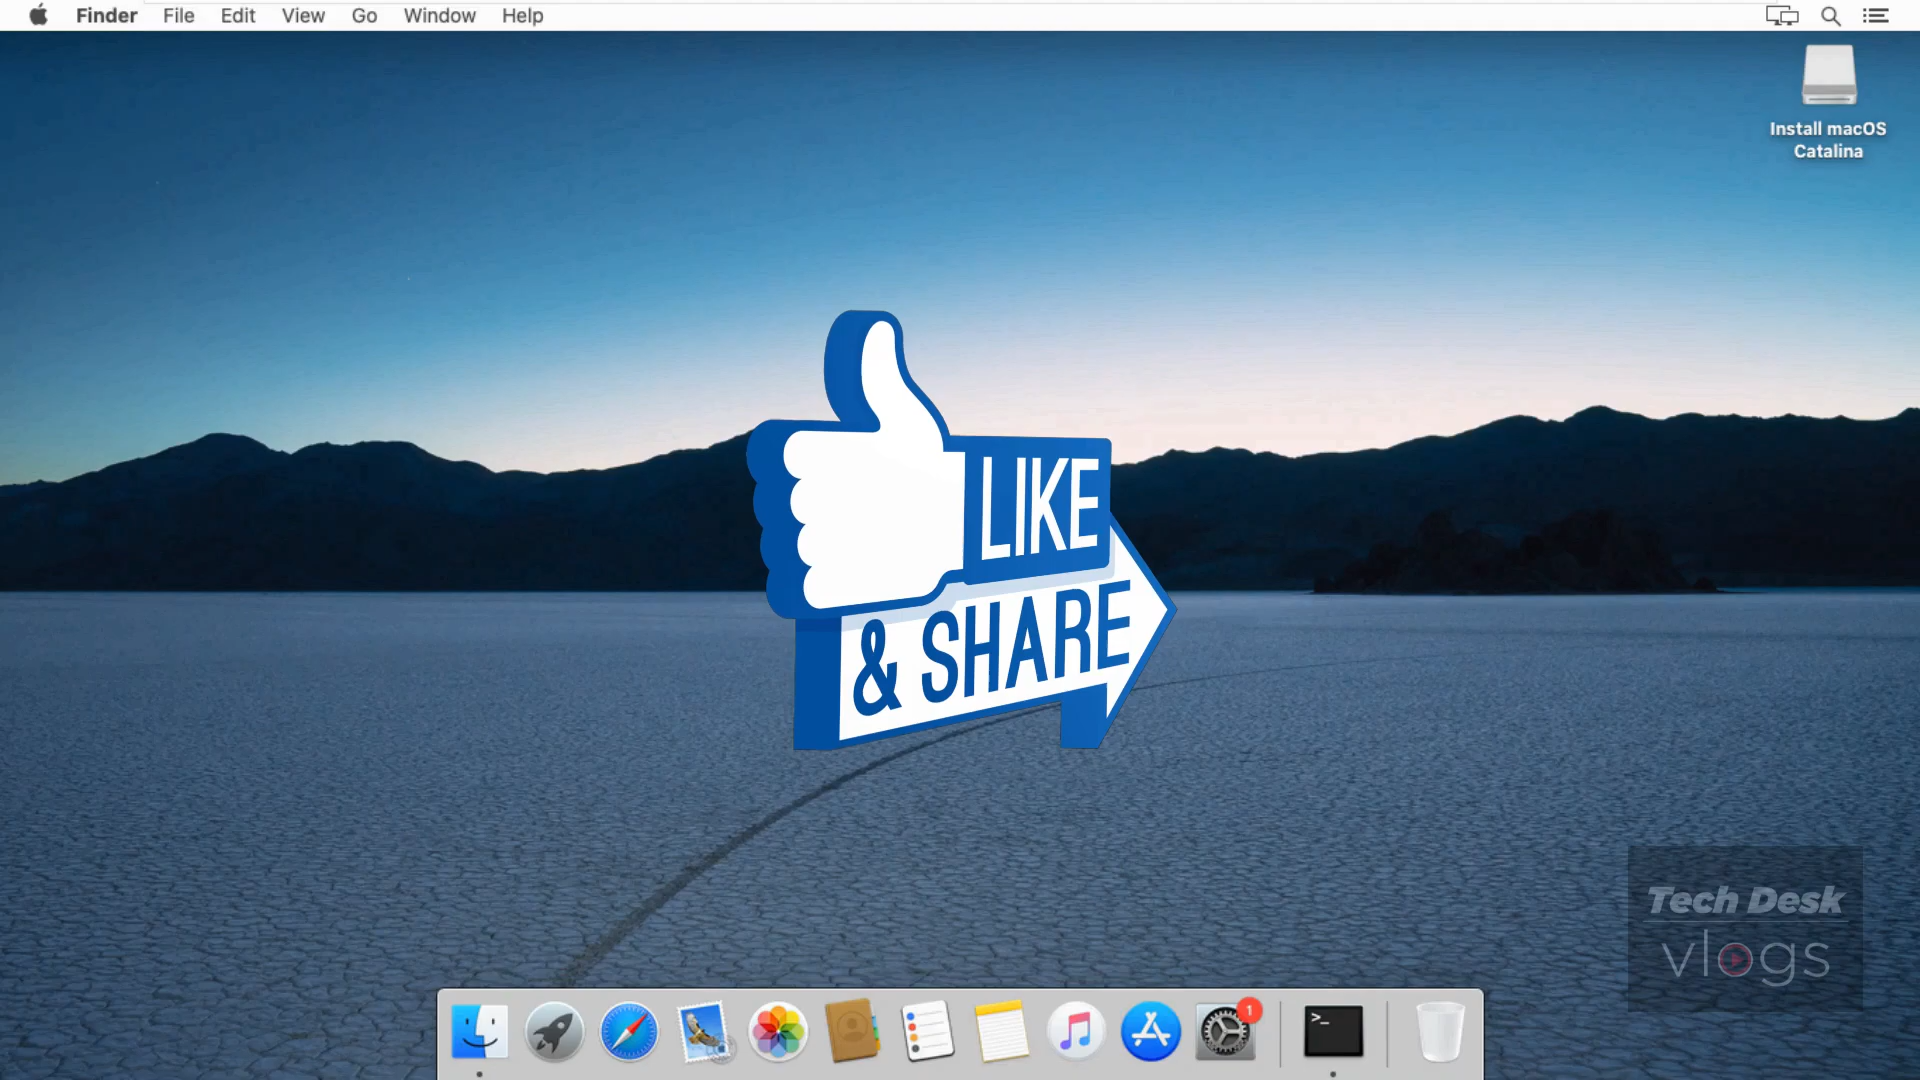 Finder File Edit View Go Window Help
Install macOS
Catalina
LIKE
& SHARE
Tech Desk
vlogs
1
>_